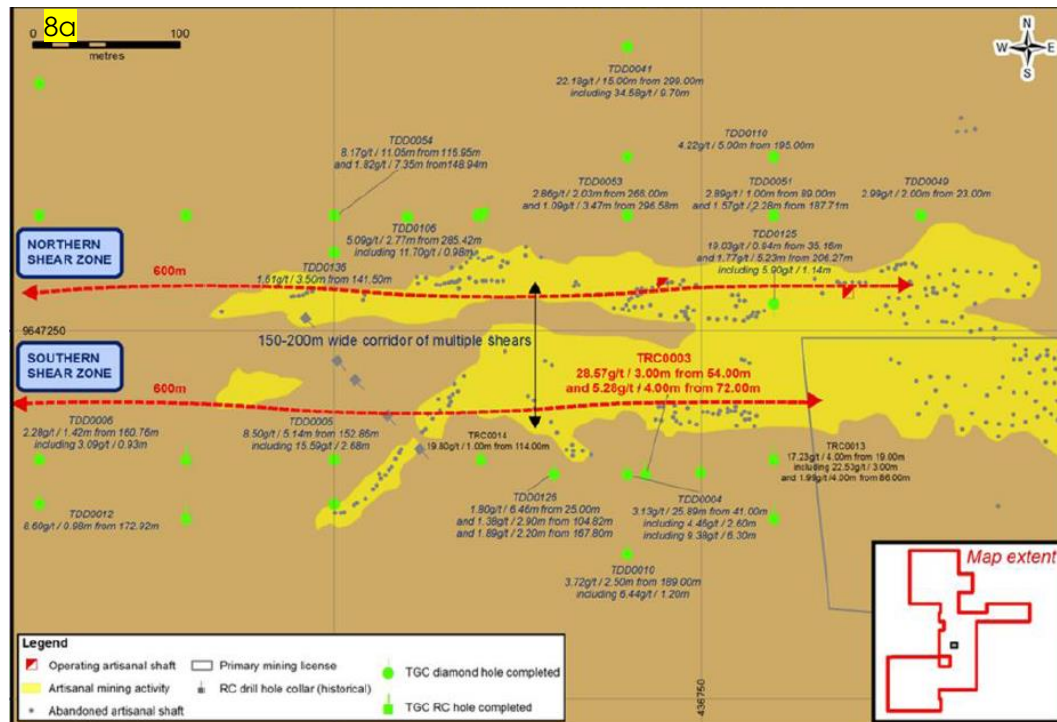 8a
0 100
metres
N
W E
S
TDD0041
22.19g/t / 15.00m from 299.00m
including 34.58g/t / 9.70m
TDD0054
8.17g/t / 11.05m from 116.95m
and 1.82g/t / 7.35m from148.94m
TDD0110
4.22g/t / 5.00m from 195.00m
TDD0053
2.86g/t / 2.03m from 266.00m
and 1.09g/t / 3.47m from 296.58m
TDD0051
2.89g/t / 1.00m from 89.00m
and 1.57g/t / 2.28m from 187.71m
TDD0049
2.99g/t / 2.00m from 23.00m
TDD0106
5.09g/t / 2.77m from 285.42m
including 11.70g/t / 0.98m
TDD0125
19.03g/t / 0.94m from 35.16m
and 1.77g/t / 5.23m from 206.27m
including 5.90g/t / 1.14m
NORTHERN
SHEAR ZONE
600m
TDD0136
1.61g/t / 3.50m from 141.50m
9647250
150-200m wide corridor of multiple shears
SOUTHERN
SHEAR ZONE
600m
TRC0003
28.57g/t / 3.00m from 54.00m
and 5.28g/t / 4.00m from 72.00m
TDD0006
2.28g/t / 1.42m from 160.76m
including 3.09g/t / 0.93m
TDD0005
8.50g/t / 5.14m from 152.86m
including 15.59g/t / 2.68m
TRC0014
19.80g/t / 1.00m from 114.00m
TRC0013
17.23g/t / 4.00m from 19.00m
including 22.53g/t / 3.00m
and 1.99g/t /4.00m from 86.00m
TDD0012
8.60g/t / 0.98m from 172.92m
TDD0126
1.80g/t / 6.46m from 25.00m
and 1.38g/t / 2.90m from 104.82m
and 1.89g/t / 2.20m from 167.80m
TDD0004
3.13g/t / 25.89m from 41.00m
including 4.46g/t / 2.60m
including 9.38g/t / 6.30m
TDD0010
3.72g/t / 2.50m from 189.00m
including 6.44g/t / 1.20m
436750
Map extent
Legend
Operating artisanal shaft
Artisanal mining activity
Abandoned artisanal shaft
Primary mining license
RC drill hole collar (historical)
TGC diamond hole completed
TGC RC hole completed